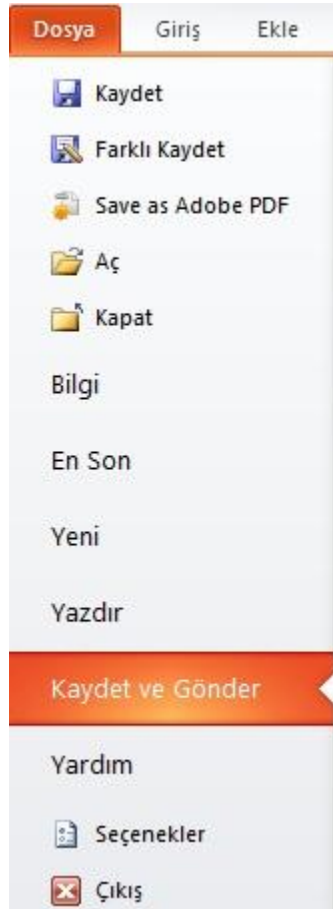 Dosya Giriş Ekle
Kaydet
Farklı Kaydet
Save as Adobe PDF
Aç
Kapat
Bilgi
En Son
Yeni
Yazdır
Kaydet ve Gönder
Yardım
Seçenekler
Çıkış